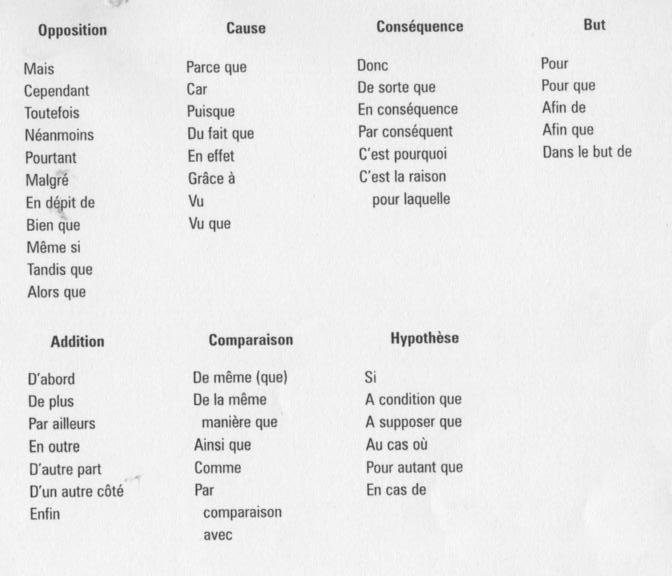 Opposition
Mais
Cependant
Toutefois
Néanmoins
Pourtant
Malgré
En dépit de
Bien que
Même si
Tandis que
Alors que
Cause
Parce que
Car
Puisque
Du fait que
En effet
Grâce à
Vu
Vu que
Conséquence
Donc
De sorte que
En conséquence
Par conséquent
C'est pourquoi
C'est la raison
pour laquelle
But
Pour
Pour que
Afin de
Afin que
Dans le but de
Addition
D'abord
De plus
Par ailleurs
En outre
D'autre part
D'un autre côté
Enfin
Comparaison
De même (que)
De la même
manière que
Ainsi que
Comme
Par
comparaison
avec
Hypothèse
Si
A condition que
A supposer que
Au cas où
Pour autant que
En cas de